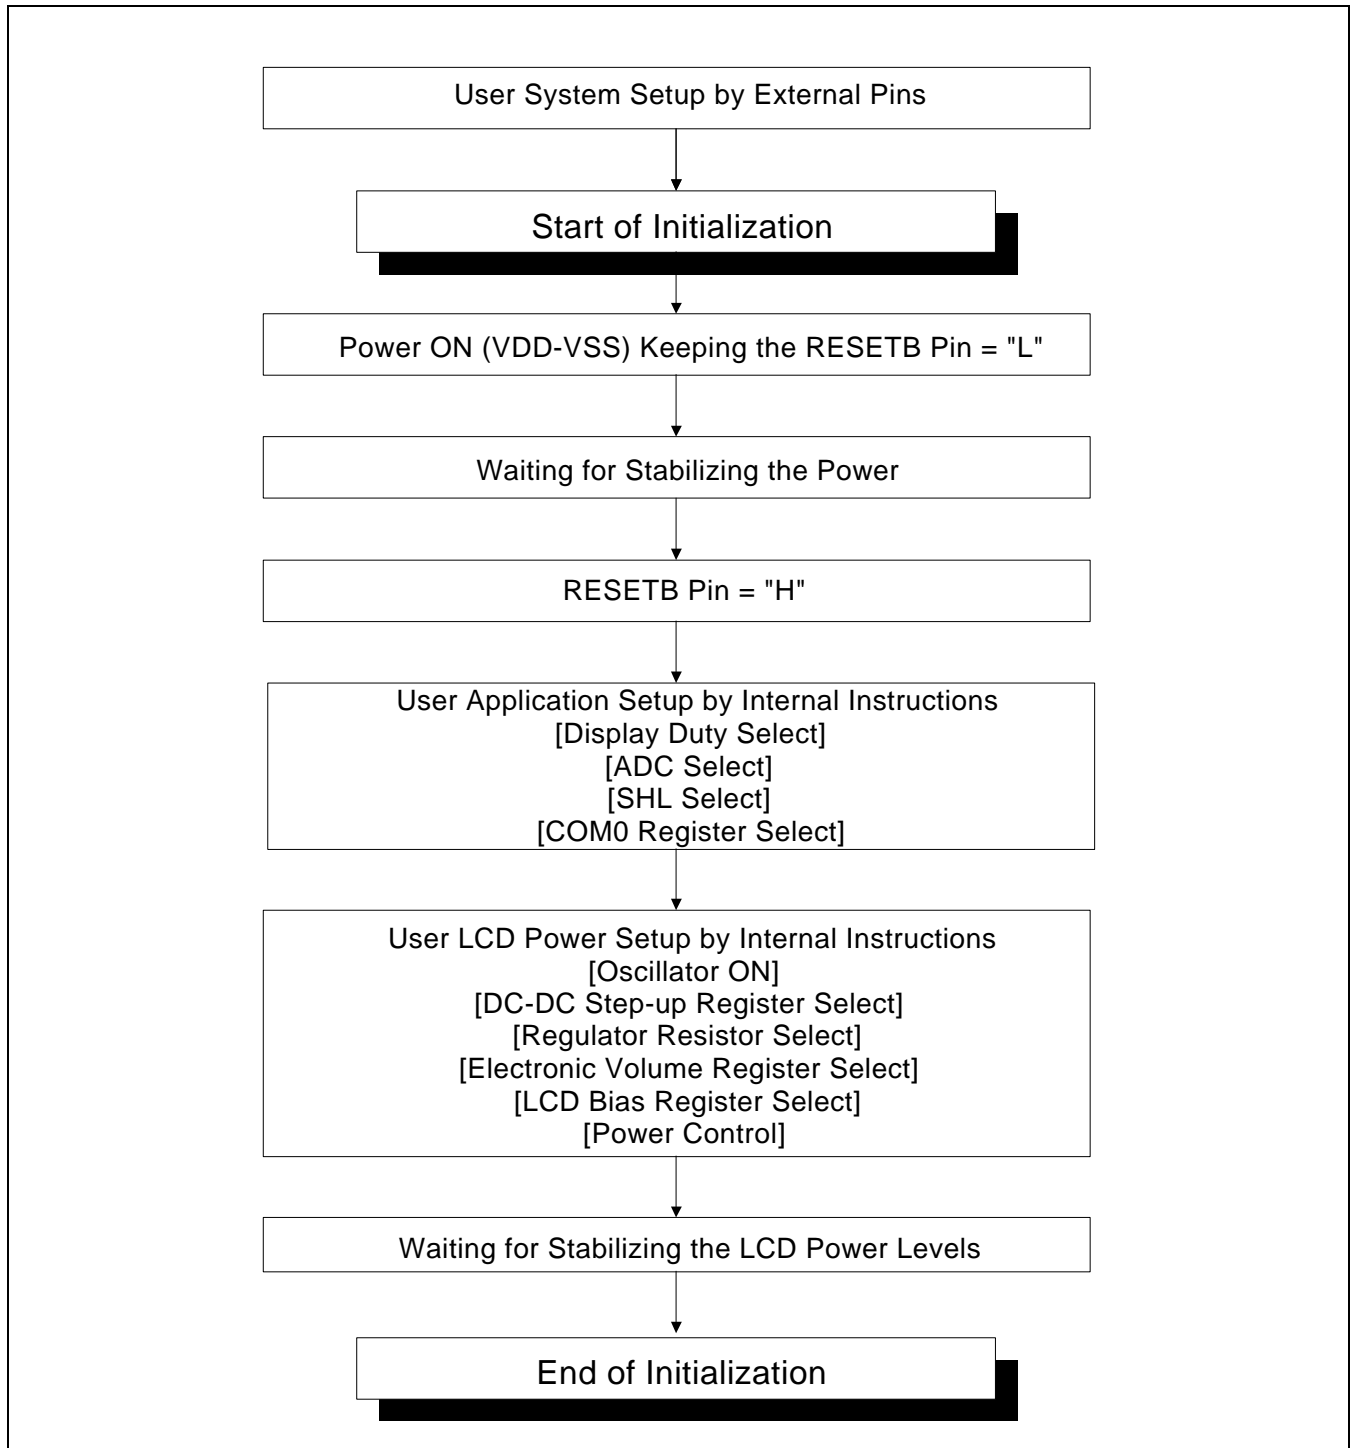 User System Setup by External Pins
Start of Initialization
Power ON (VDD-VSS) Keeping the RESETB Pin = "L"
Waiting for Stabilizing the Power
RESETB Pin = "H"
User Application Setup by Internal Instructions
[Display Duty Select]
[ADC Select]
[SHL Select]
[COM0 Register Select]
User LCD Power Setup by Internal Instructions
[Oscillator ON]
[DC-DC Step-up Register Select]
[Regulator Resistor Select]
[Electronic Volume Register Select]
[LCD Bias Register Select]
[Power Control]
Waiting for Stabilizing the LCD Power Levels
End of Initialization